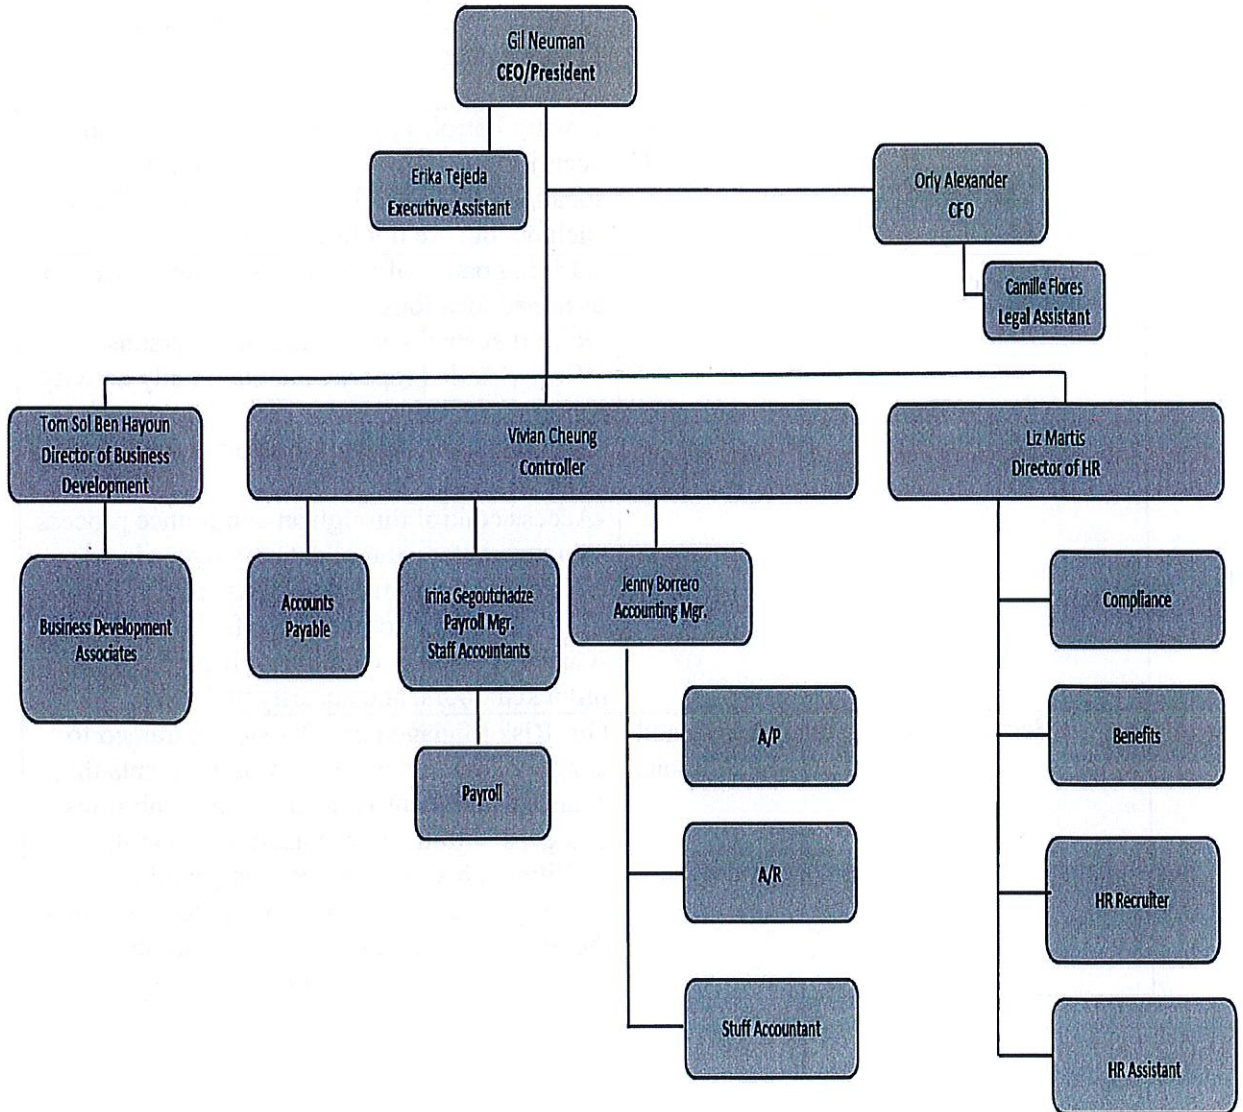 Gil Neuman
CEO/President
Erika Tejeda
Executive Assistant
Orly Alexander
CFO
Camille Flores
Legal Assistant
Tom Sol Ben Hayoun
Director of Business
Development
Vivian Cheung
Controller
Liz Martis
Director of HR
Business Development
Associates
Accounts
Payable
Irina Gegoutchadze
Payroll Mgr.
Staff Accountants
Jenny Borrero
Accounting Mgr.
Payroll
A/P
A/R
Stuff Accountant
Compliance
Benefits
HR Recruiter
HR Assistant